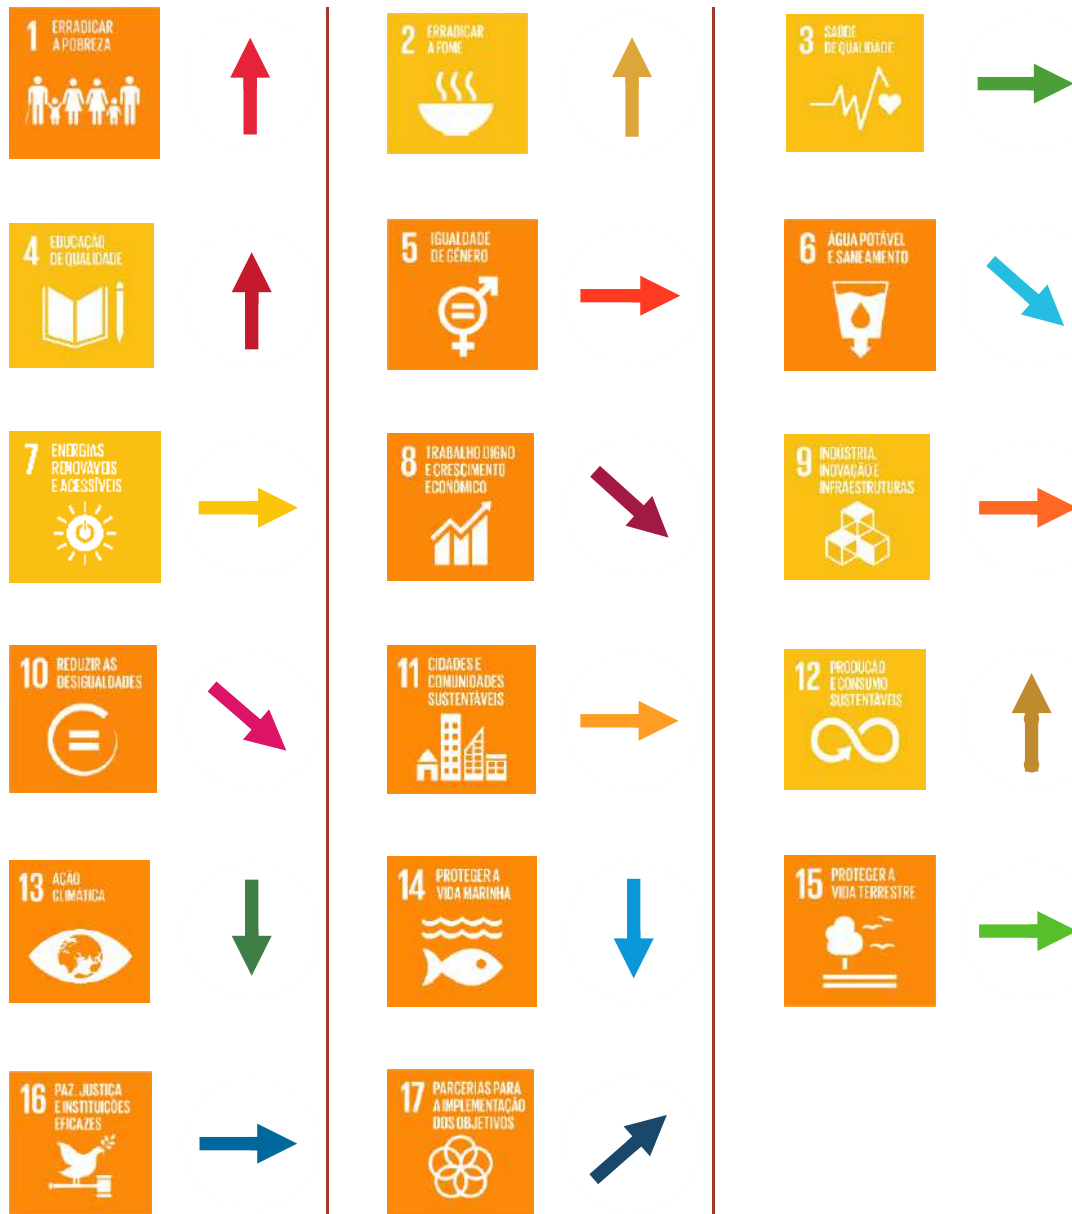 1 ERRADICAR
A POBREZA
2 ERRADICAR
A FOME
3 SAÚDE
DE QUALIDADE
4 EDUCAÇÃO
DE QUALIDADE
5 IGUALDADE
DE GÉNERO
6 ÁGUA POTÁVEL
E SANEAMENTO
7 ENERGIAS
RENOVÁVEIS
E ACESSÍVEIS
8 TRABALHO DIGNO
E CRESCIMENTO
ECONÓMICO
9 INDÚSTRIA,
INOVAÇÃO E
INFRAESTRUTURAS
10 REDUZIR AS
DESIGUALDADES
11 CIDADES E
COMUNIDADES
SUSTENTÁVEIS
12 PRODUÇÃO
E CONSUMO
SUSTENTÁVEIS
13 AÇÃO
CLIMÁTICA
14 PROTEGER A
VIDA MARINHA
15 PROTEGER A
VIDA TERRESTRE
16 PAZ, JUSTIÇA
E INSTITUIÇÕES
EFICAZES
17 PARCERIAS PARA
A IMPLEMENTAÇÃO
DOS OBJETIVOS